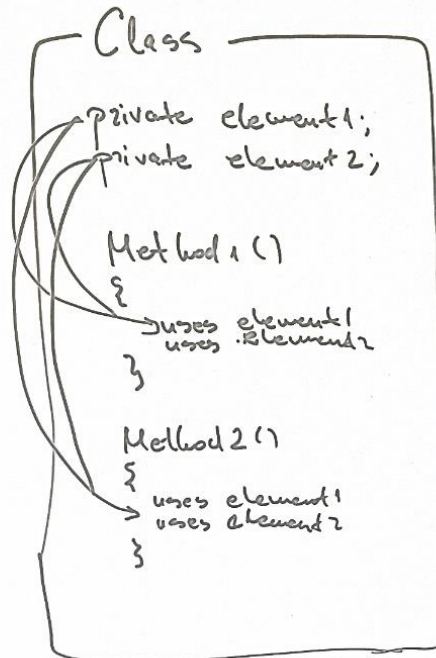 Class
private element1;
private element2;
Method1()
{
uses element1
uses element2
}
Method2()
{
uses element1
uses element2
}